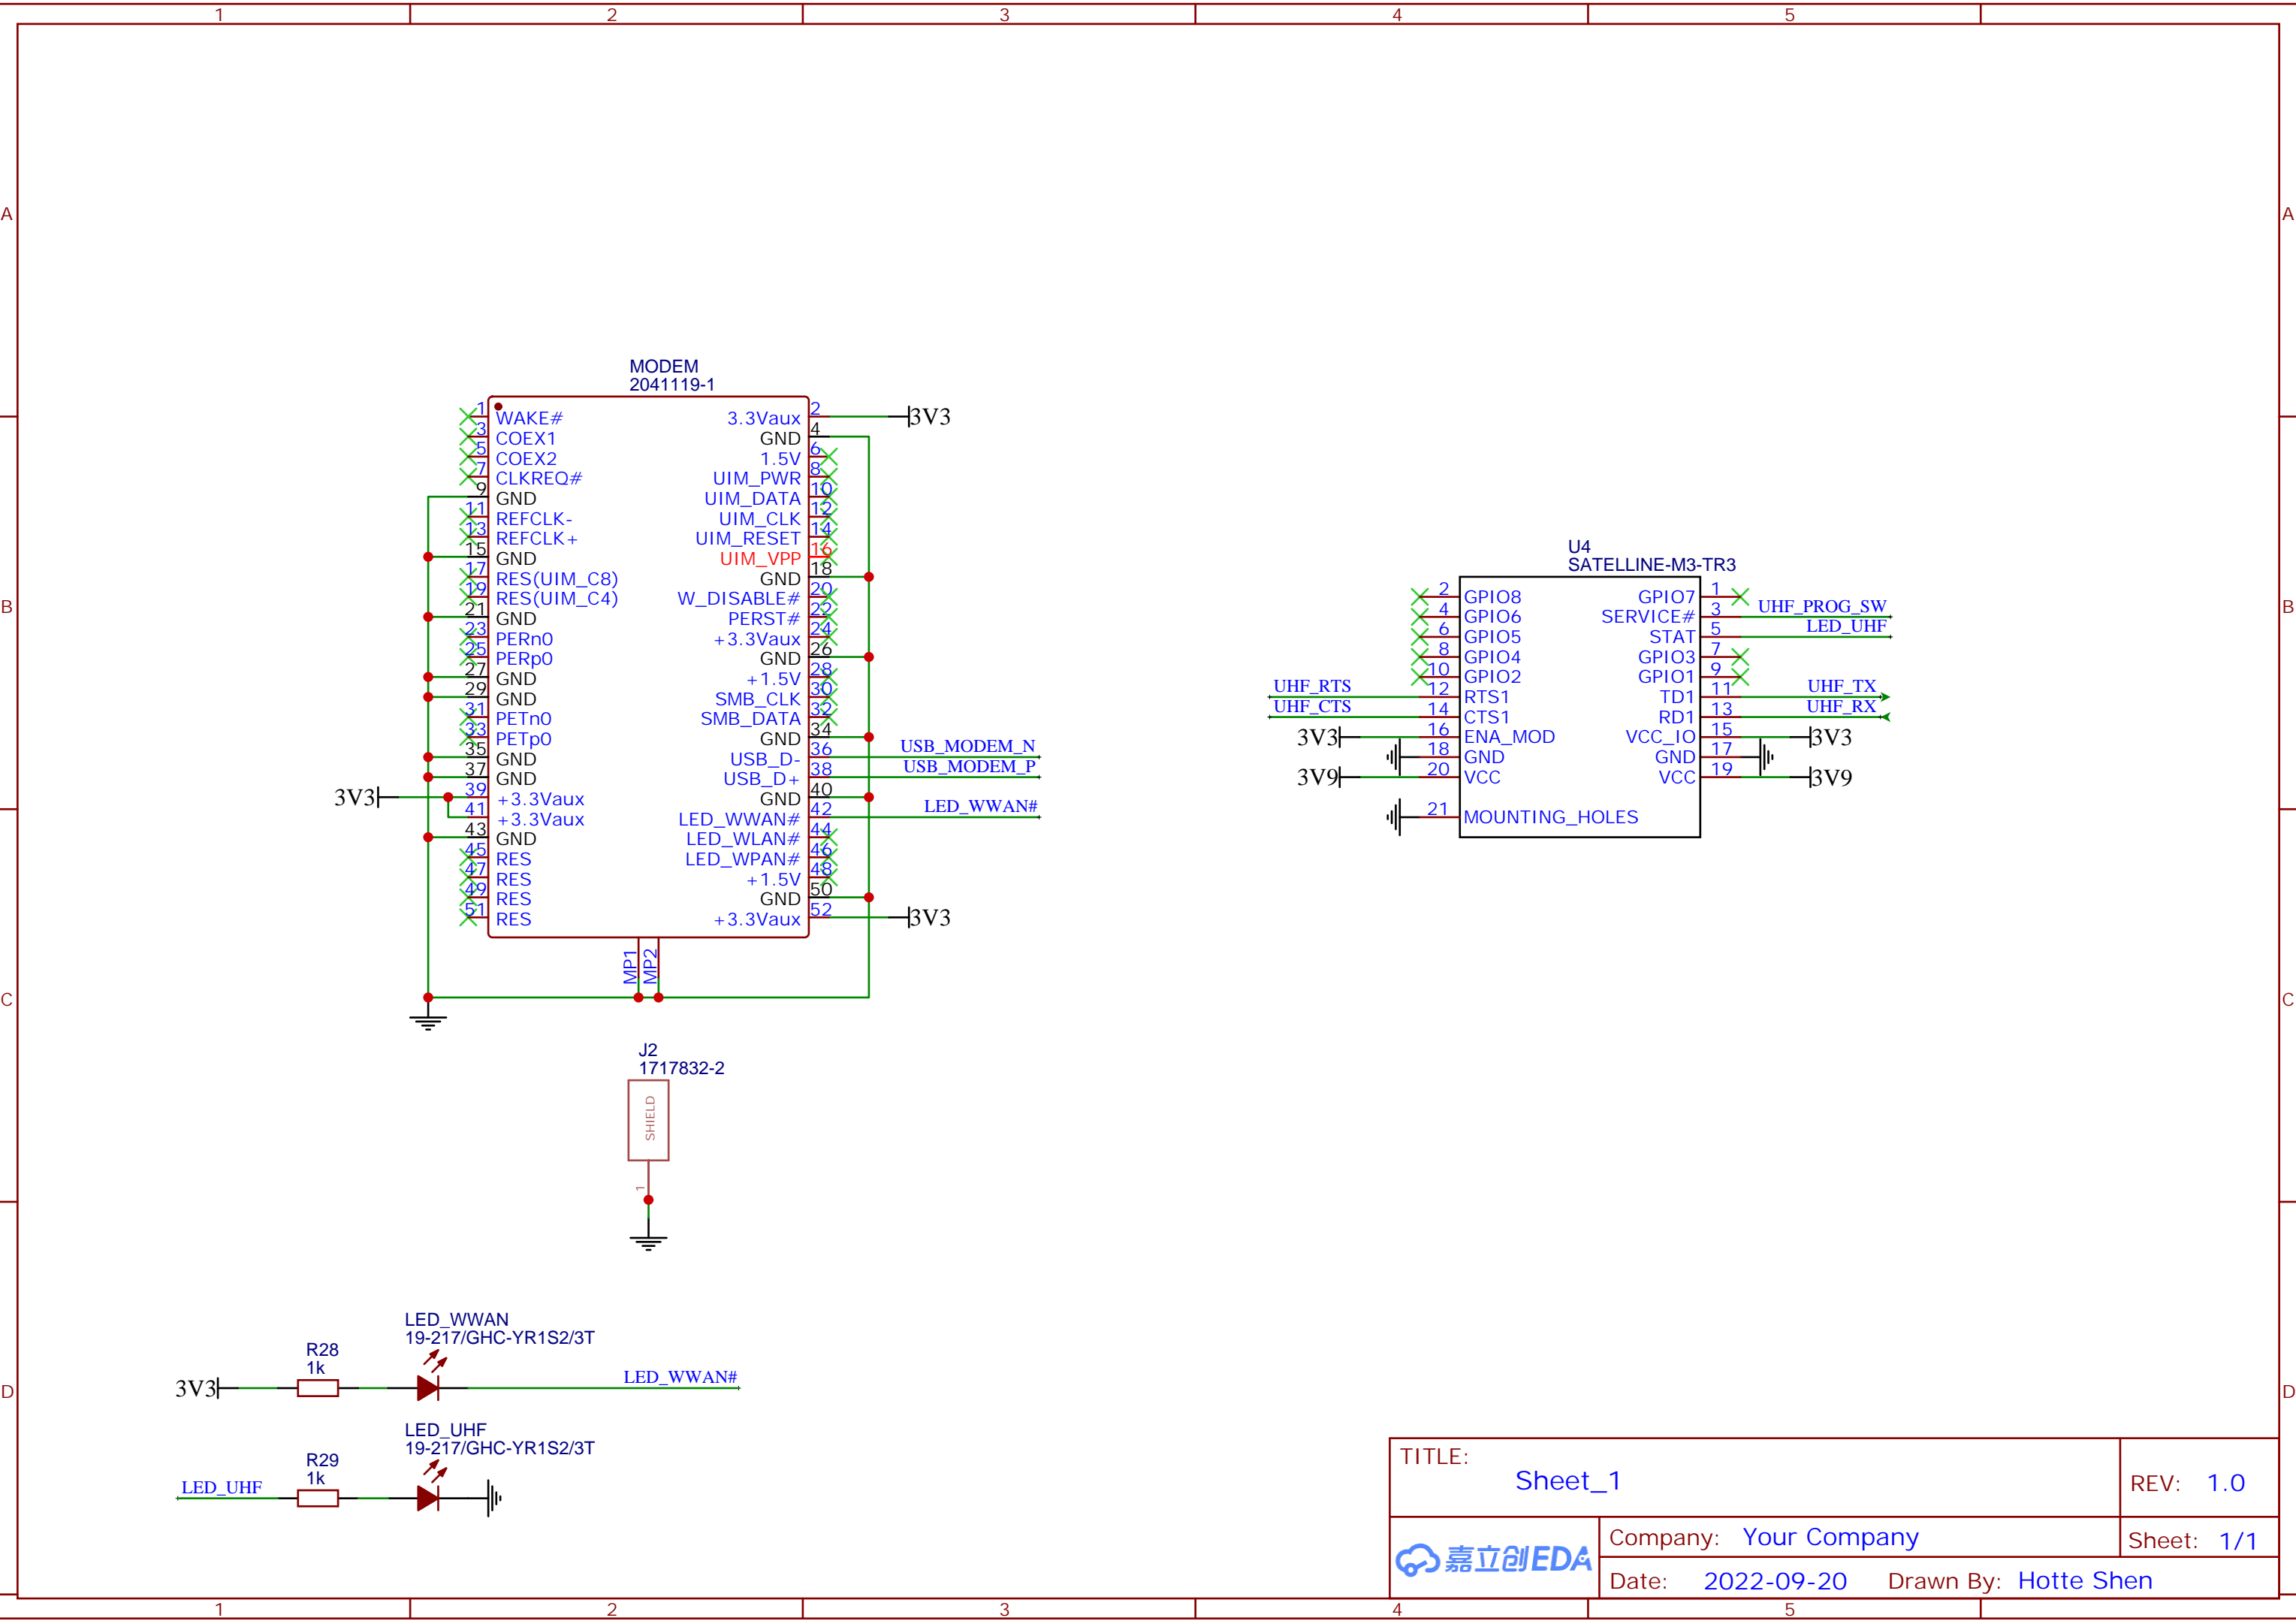 1 2 3 4 5
A A
MODEM
2041119-1
1 WAKE# 3.3Vaux 2 3V3
3 COEX1 GND 4
5 COEX2 1.5V 6
7 CLKREQ# UIM_PWR 8
9 GND UIM_DATA 10
11 REFCLK- UIM_CLK 12
13 REFCLK+ UIM_RESET 14
15 GND UIM_VPP 16
17 RES(UIM_C8) GND 18
19 RES(UIM_C4) W_DISABLE# 20
21 GND PERST# 22
23 PERn0 +3.3Vaux 24
25 PERp0 GND 26
27 GND +1.5V 28
29 GND SMB_CLK 30
31 PETn0 SMB_DATA 32
33 PETp0 GND 34
35 GND USB_D- 36 USB_MODEM_N
37 GND USB_D+ 38 USB_MODEM_P
3V3 39 +3.3Vaux GND 40
41 +3.3Vaux LED_WWAN# 42 LED_WWAN#
43 GND LED_WLAN# 44
45 RES LED_WPAN# 46
47 RES +1.5V 48
49 RES GND 50
51 RES +3.3Vaux 52 3V3
MP1 MP2
U4
SATELLINE-M3-TR3
2 GPIO8 GPIO7 1
4 GPIO6 SERVICE# 3 UHF_PROG_SW
6 GPIO5 STAT 5 LED_UHF
8 GPIO4 GPIO3 7
10 GPIO2 GPIO1 9
UHF_RTS 12 RTS1 TD1 11 UHF_TX
UHF_CTS 14 CTS1 RD1 13 UHF_RX
3V3 16 ENA_MOD VCC_IO 15 3V3
18 GND GND 17
3V9 20 VCC VCC 19 3V9
21 MOUNTING_HOLES
B B
C C
J2
1717832-2
SHIELD
1
LED_WWAN
19-217/GHC-YR1S2/3T
R28
1k
3V3 LED_WWAN#
D D
LED_UHF
19-217/GHC-YR1S2/3T
R29
1k
LED_UHF
TITLE:
Sheet_1
REV: 1.0
嘉立创EDA
Company: Your Company
Sheet: 1/1
Date: 2022-09-20 Drawn By: Hotte Shen
1 2 3 4 5